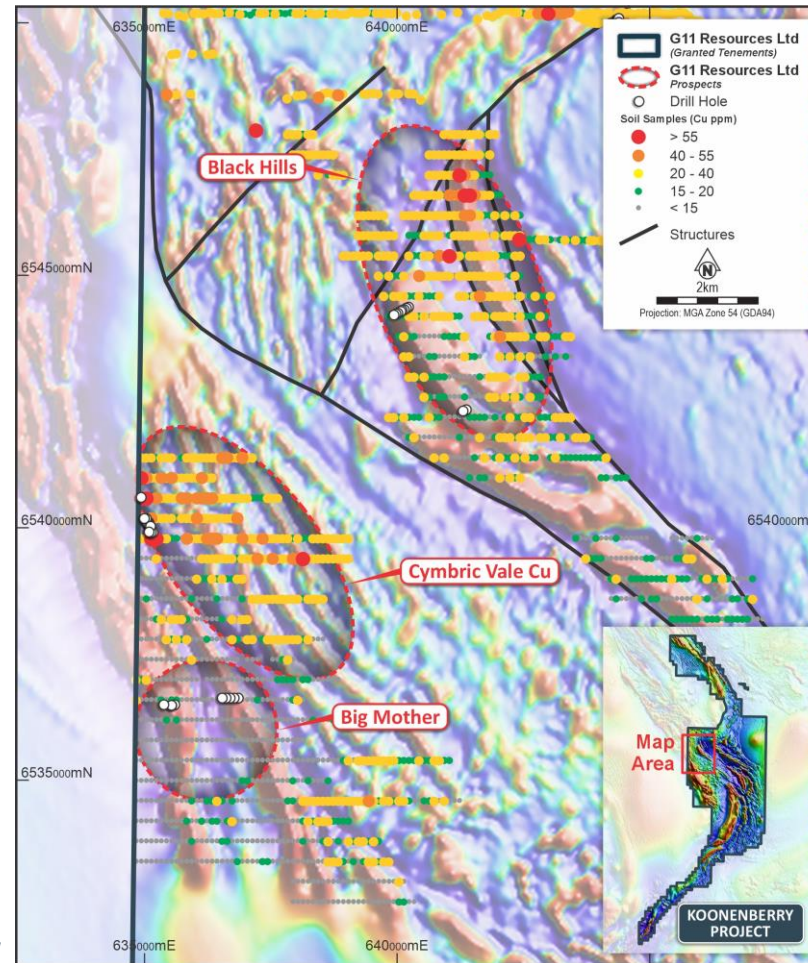 635000mE
640000mE
G11 Resources Ltd
(Granted Tenements)
G11 Resources Ltd
Prospects
Drill Hole
Soil Samples (Cu ppm)
> 55
40 - 55
20 - 40
15 - 20
< 15
Structures
N
2km
Projection: MGA Zone 54 (GDA94)
Black Hills
6545000mN
6540000mN
6540000m
Cymbric Vale Cu
Big Mother
6535000mN
Map
Area
KOONENBERRY
PROJECT
635000mE
640000mE